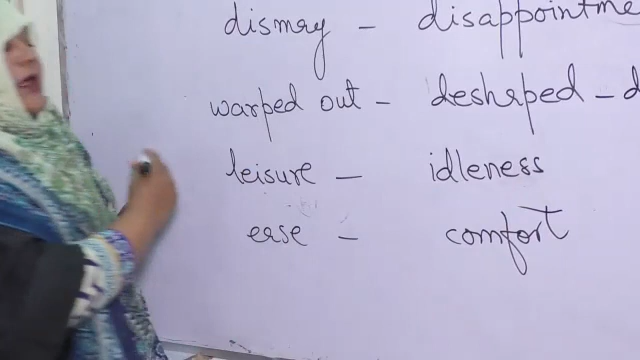 dismay - disappointme
warped out - deshaped - d
leisure - idleness
ease - comfort